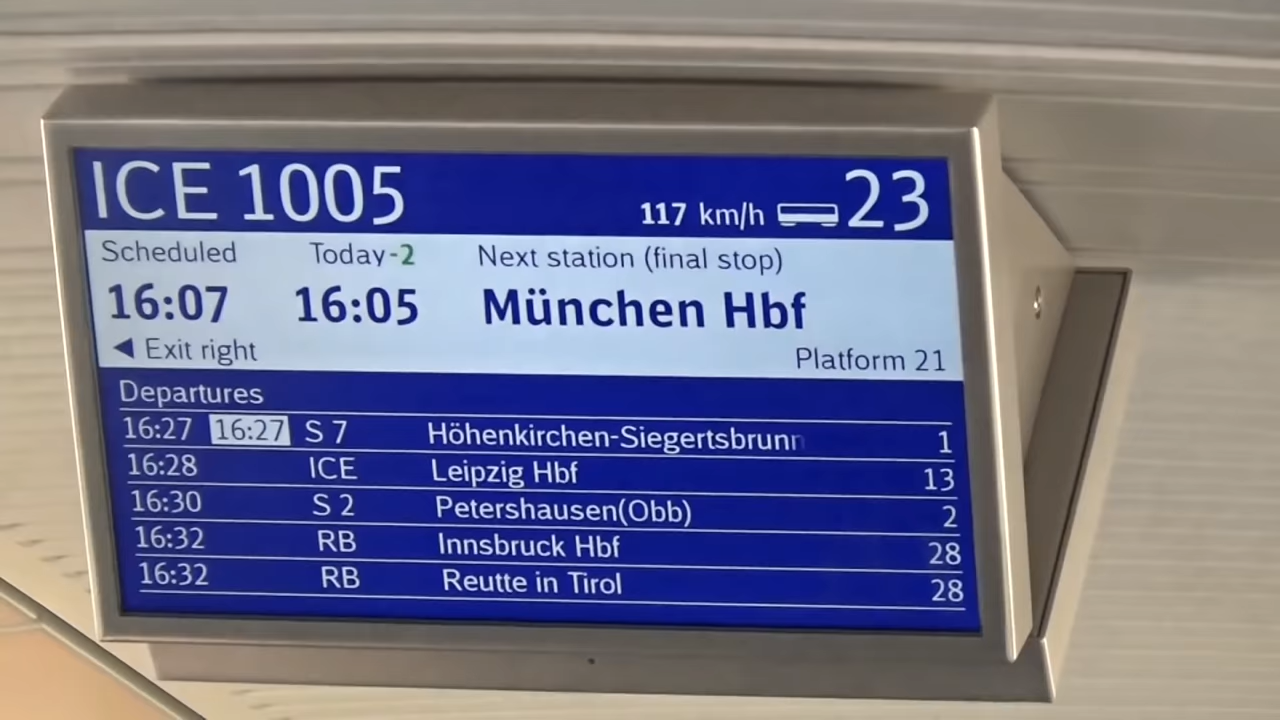 ICE 1005 117 km/h 23
Scheduled Today -2 Next station (final stop)
16:07 16:05 München Hbf
◀ Exit right Platform 21
Departures
16:27 16:27 S 7 Höhenkirchen-Siegertsbrunn 1
16:28 ICE Leipzig Hbf 13
16:30 S 2 Petershausen(Obb) 2
16:32 RB Innsbruck Hbf 28
16:32 RB Reutte in Tirol 28